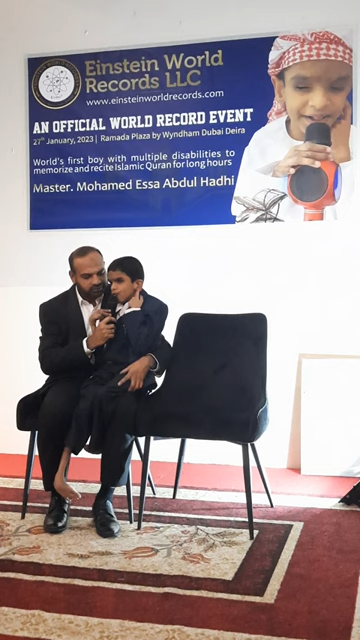 Einstein World
Records LLC
www.einsteinworldrecords.com
AN OFFICIAL WORLD RECORD EVENT
27th January, 2023 | Ramada Plaza by Wyndham Dubai Deira
World's first boy with multiple disabilities to
memorize and recite Islamic Quran for long hours
Master. Mohamed Essa Abdul Hadhi